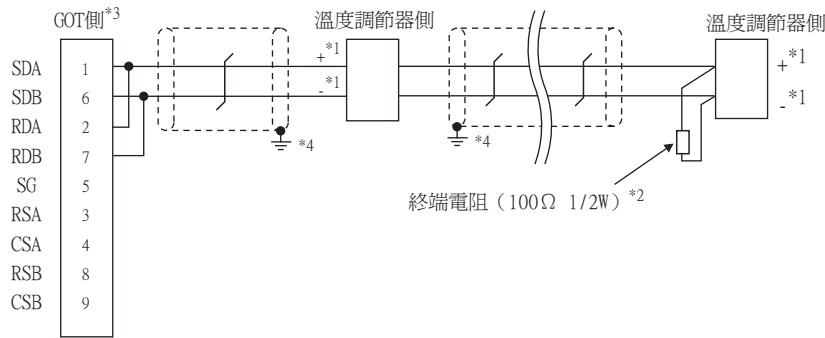 GOT側*3
溫度調節器側
溫度調節器側
SDA 1
SDB 6
RDA 2
RDB 7
SG 5
RSA 3
CSA 4
RSB 8
CSB 9
+*1
-*1
+*1
-*1
*4
*4
終端電阻（100Ω 1/2W）*2